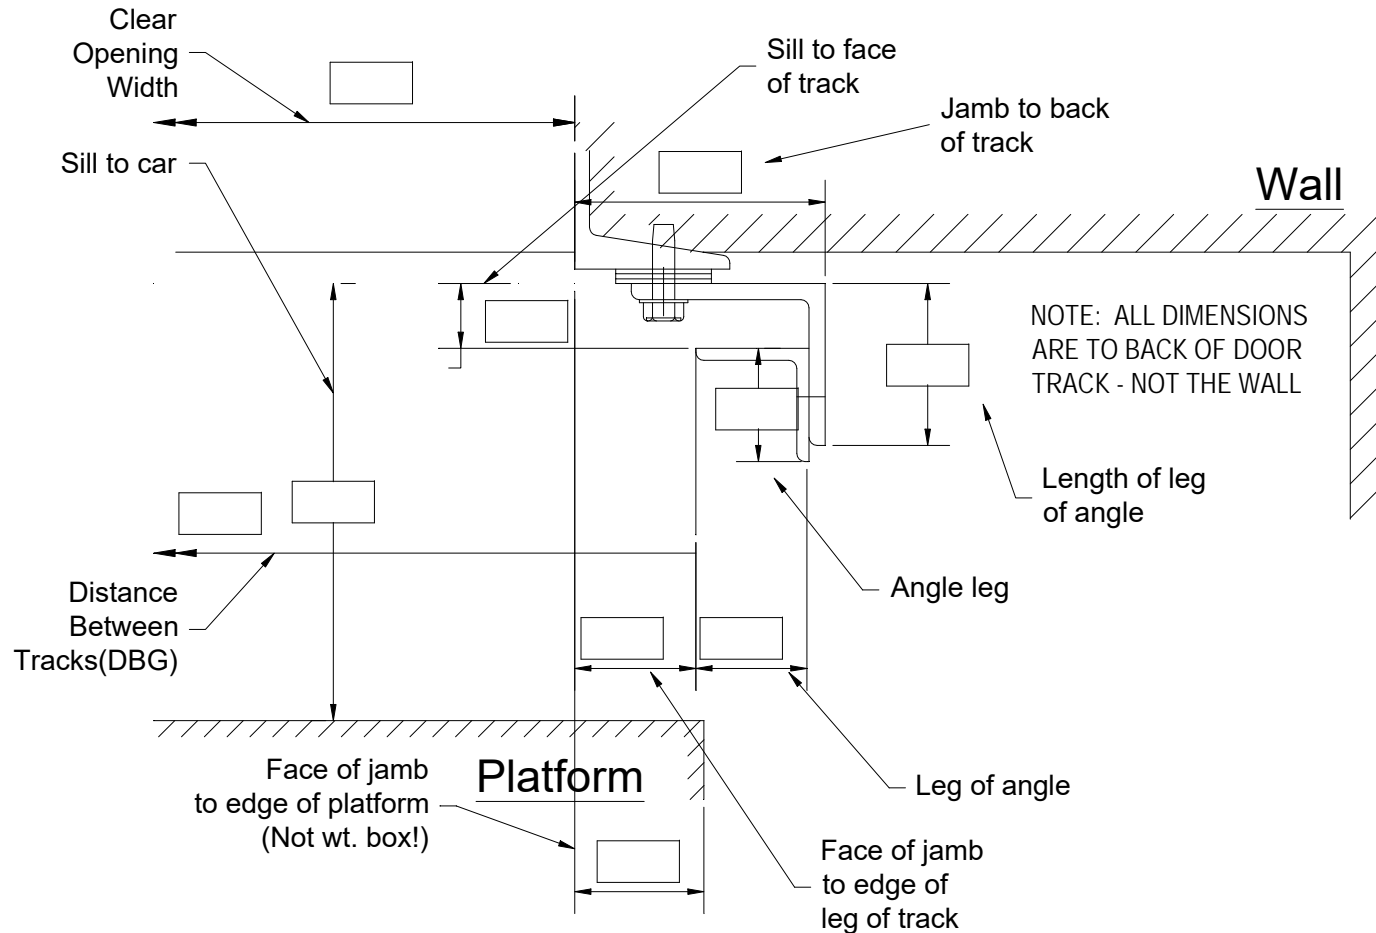 Clear
Opening
Width
Sill to face
of track
Jamb to back
of track
Sill to car
Wall
NOTE:  ALL DIMENSIONS
ARE TO BACK OF DOOR
TRACK - NOT THE WALL
Length of leg
of angle
Angle leg
Distance
Between
Tracks(DBG)
Face of jamb
to edge of platform
(Not wt. box!)
Platform
Leg of angle
Face of jamb
to edge of
leg of track